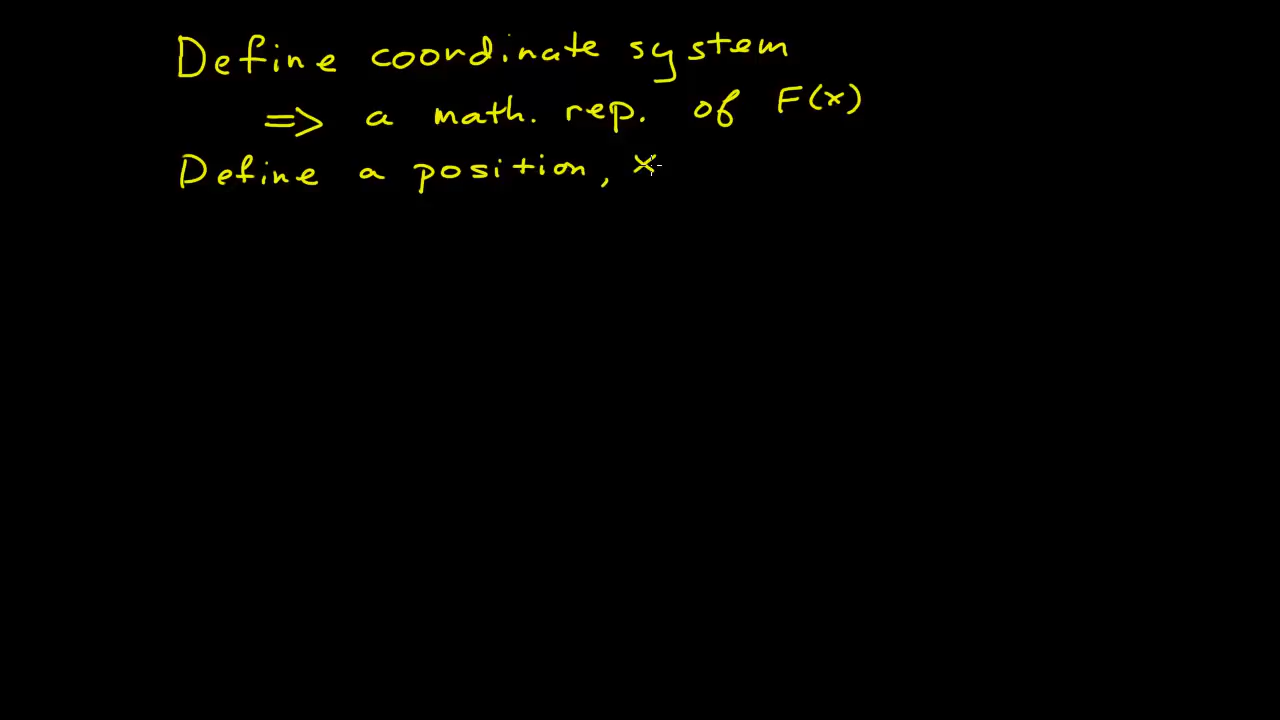 Define coordinate system
=> a math. rep. of F(x)
Define a position, x